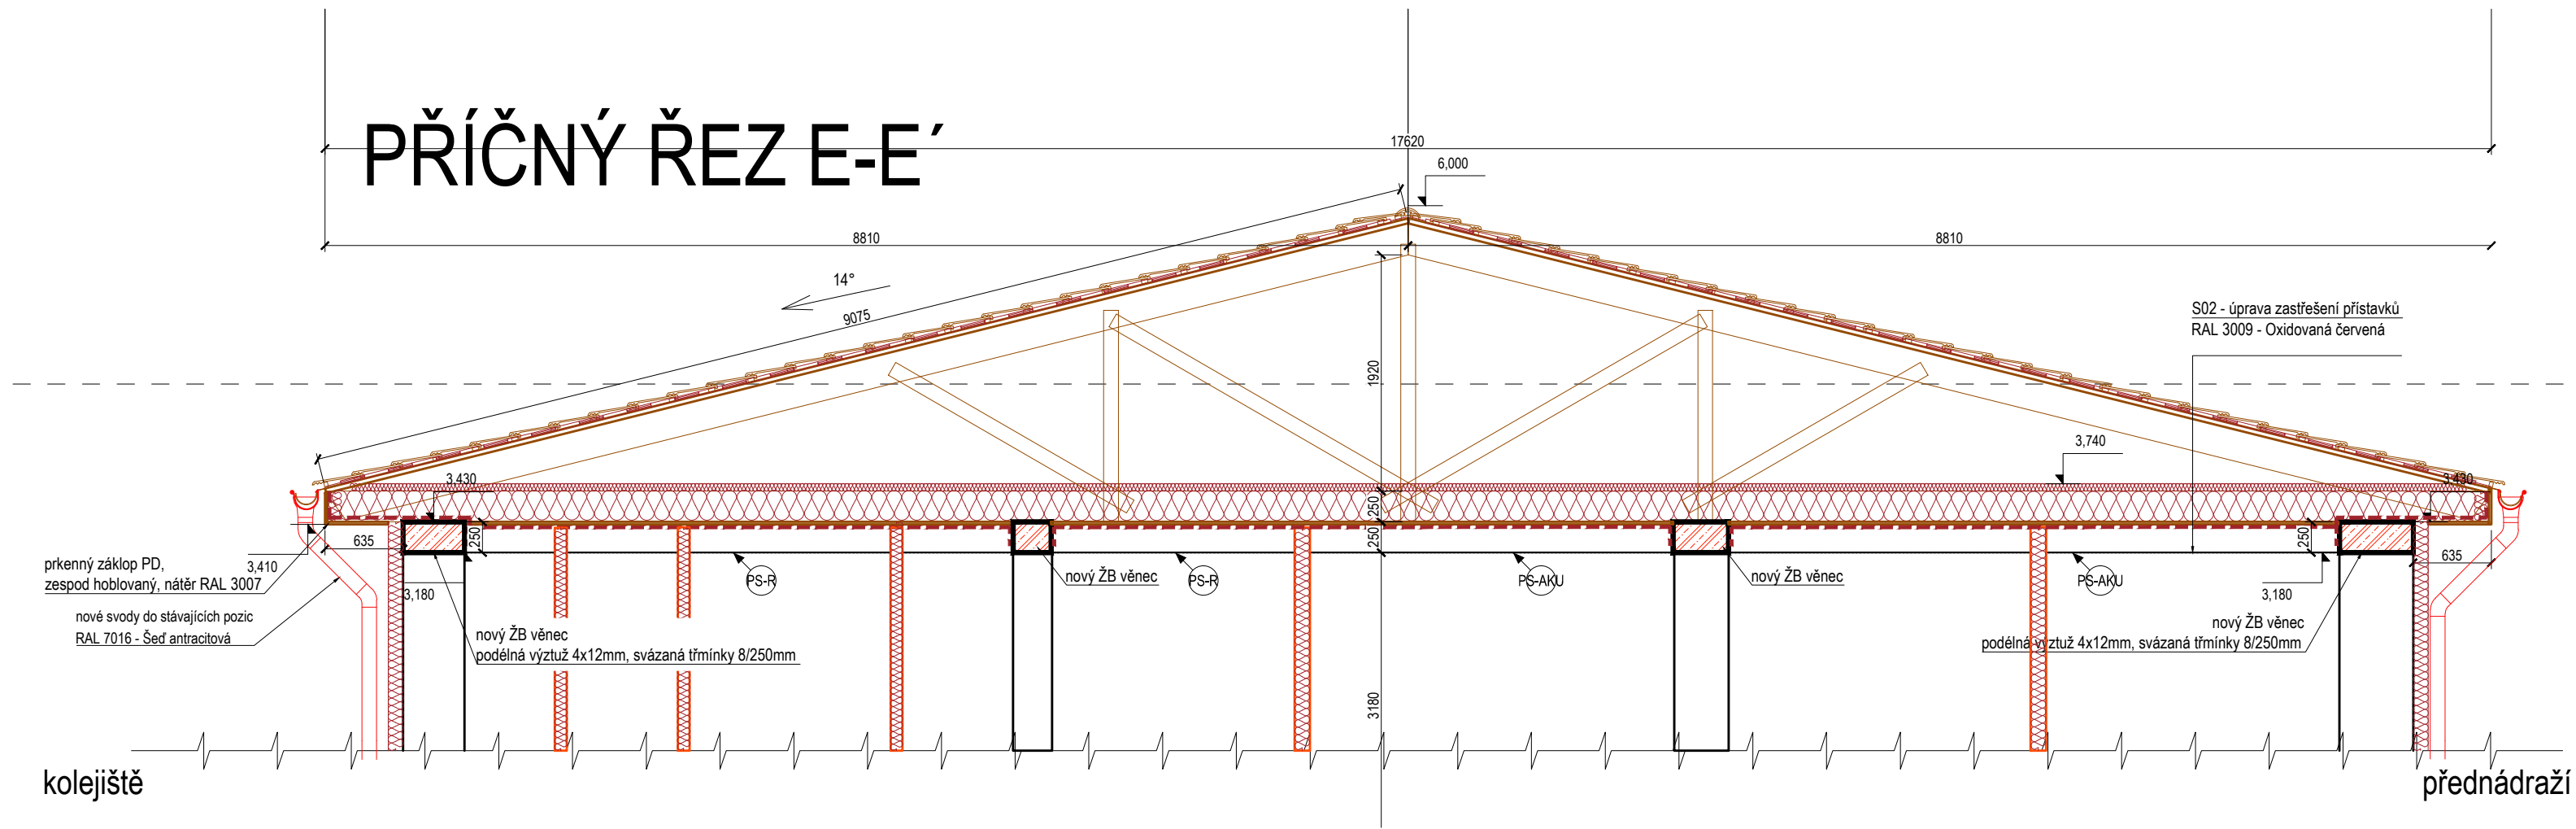 PŘÍČNÝ ŘEZ E-E´
17620
6,000
8810
8810
14°
9075
S02 - úprava zastřešení přístavků
RAL 3009 - Oxidovaná červená
1920
3,740
3,430
3,430
250
250
250
250
635
635
prkenný záklop PD,
zespod hoblovaný, nátěr RAL 3007
3,410
3,180
PS-R
nový ŽB věnec
PS-R
PS-AKU
nový ŽB věnec
PS-AKU
3,180
nové svody do stávajících pozic
RAL 7016 - Šeď antracitová
nový ŽB věnec
podélná výztuž 4x12mm, svázaná třmínky 8/250mm
nový ŽB věnec
podélná výztuž 4x12mm, svázaná třmínky 8/250mm
3180
kolejiště
přednádraží